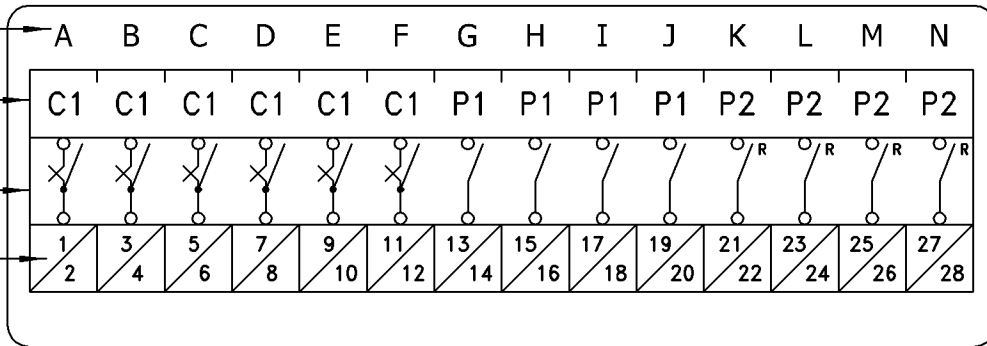 A B C D E F G H I J K L M N
C1 C1 C1 C1 C1 C1 P1 P1 P1 P1 P2 P2 P2 P2
R R R R
1 3 5 7 9 11 13 15 17 19 21 23 25 27
2 4 6 8 10 12 14 16 18 20 22 24 26 28